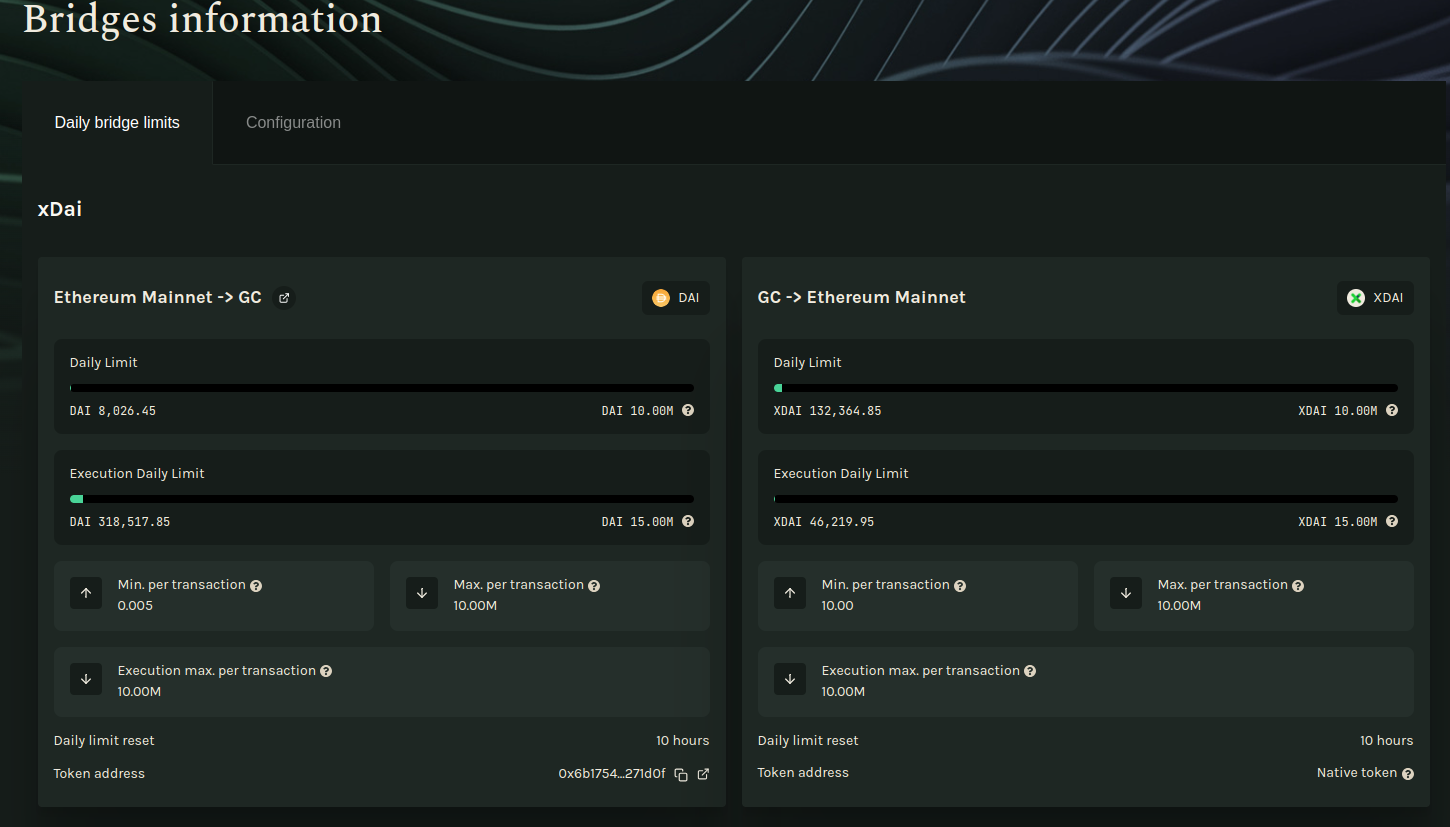 Bridges information
Daily bridge limits
Configuration
xDai
Ethereum Mainnet -> GC
DAI
Daily Limit
DAI 8,026.45
DAI 10.00M
Execution Daily Limit
DAI 318,517.85
DAI 15.00M
Min. per transaction
0.005
Max. per transaction
10.00M
Execution max. per transaction
10.00M
Daily limit reset
10 hours
Token address
0x6b1754...271d0f
GC -> Ethereum Mainnet
XDAI
Daily Limit
XDAI 132,364.85
XDAI 10.00M
Execution Daily Limit
XDAI 46,219.95
XDAI 15.00M
Min. per transaction
10.00
Max. per transaction
10.00M
Execution max. per transaction
10.00M
Daily limit reset
10 hours
Token address
Native token